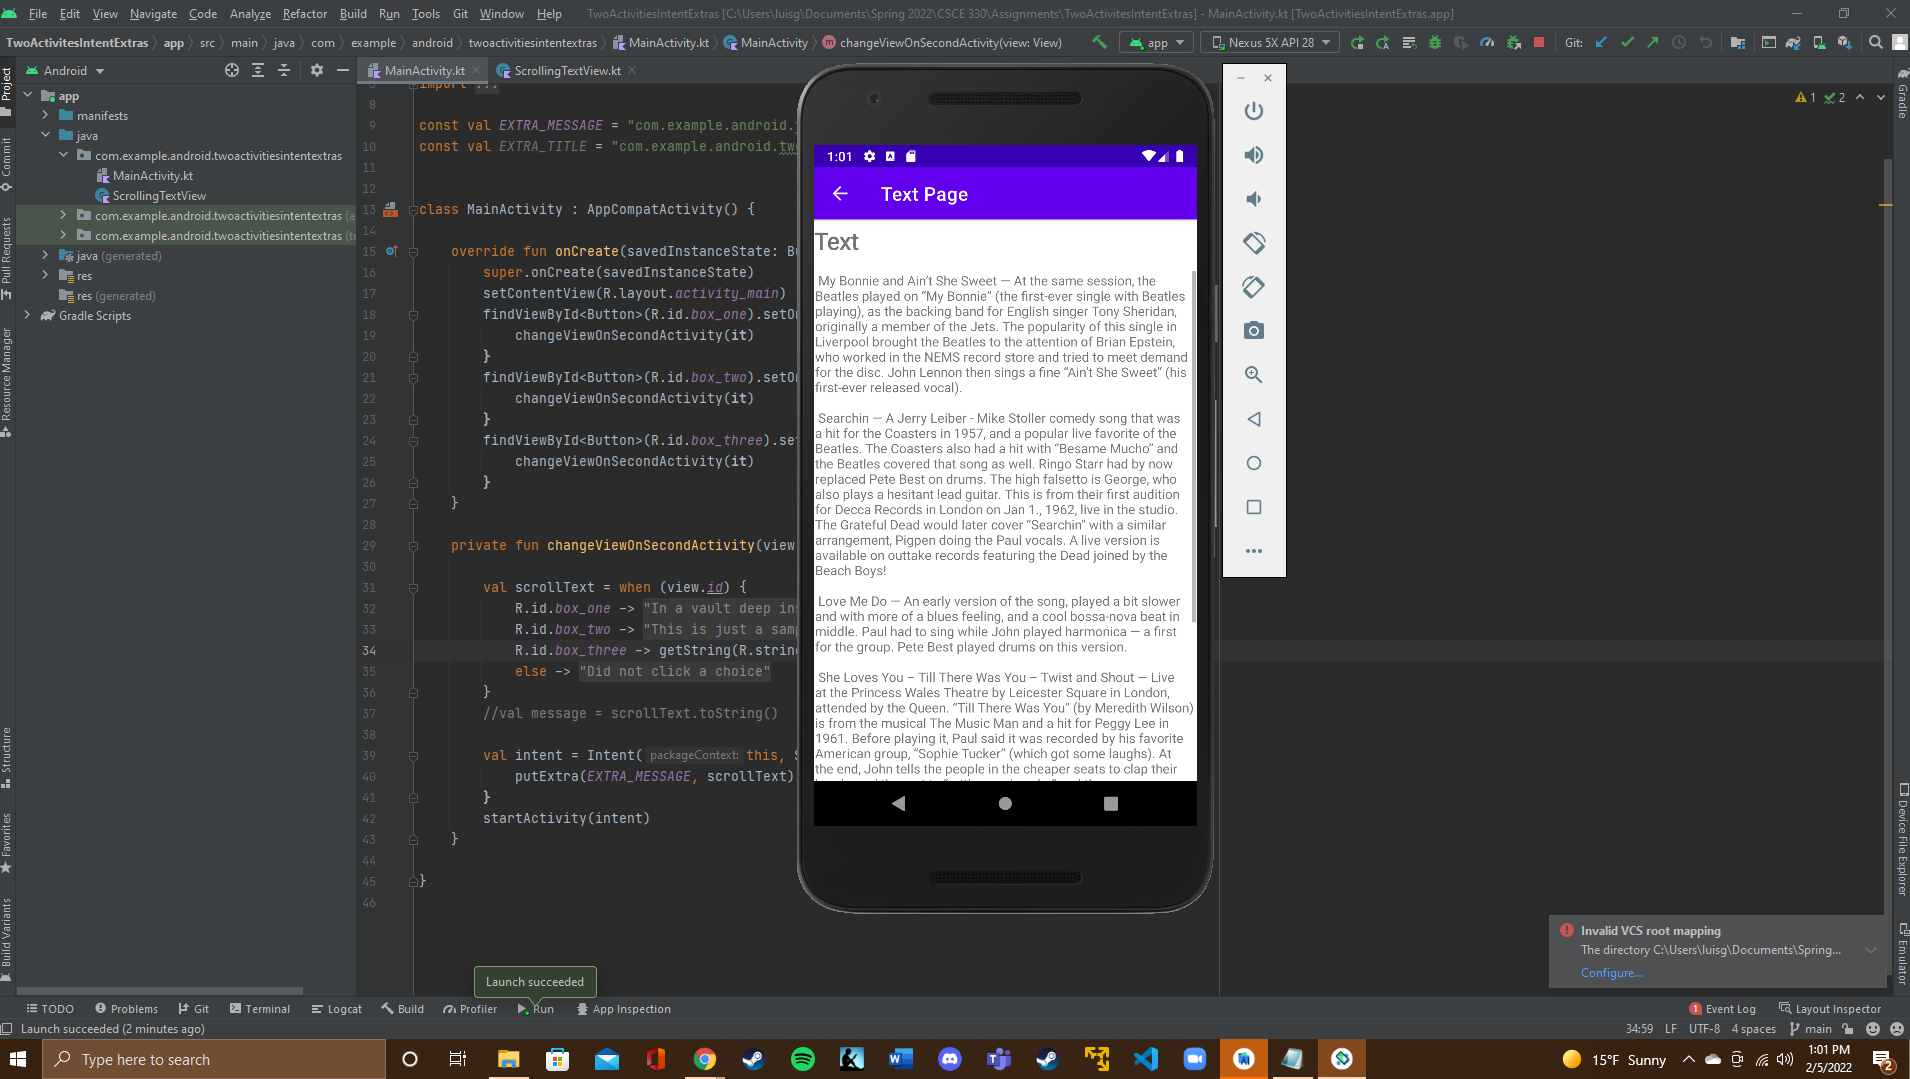 File Edit View Navigate Code Analyze Refactor Build Run Tools Git Window Help TwoActivitiesIntentExtras [C:\Users\luisg\Documents\Spring 2022\CSCE 330\Assignments\TwoActivitiesIntentExtras] - MainActivity.kt [TwoActivitiesIntentExtras.app]
TwoActivitesIntentExtras app src main java com example android twoactivitiesintentextras MainActivity.kt MainActivity changeViewOnSecondActivity(view: View) app Nexus 5X API 28 Git:
Project
Commit
Pull Requests
Resource Manager
Structure
Favorites
Build Variants
Android
app
manifests
java
com.example.android.twoactivitiesintentextras
MainActivity.kt
ScrollingTextView
com.example.android.twoactivitiesintentextras (a
com.example.android.twoactivitiesintentextras (te
java (generated)
res
res (generated)
Gradle Scripts
MainActivity.kt ScrollingTextView.kt
import ...
8
9 const val EXTRA_MESSAGE = "com.example.android.
10 const val EXTRA_TITLE = "com.example.android.tw
11
12
13 class MainActivity : AppCompatActivity() {
14
15 override fun onCreate(savedInstanceState: Bu
16 super.onCreate(savedInstanceState)
17 setContentView(R.layout.activity_main)
18 findViewById<Button>(R.id.box_one).setOn
19 changeViewOnSecondActivity(it)
20 }
21 findViewById<Button>(R.id.box_two).setOn
22 changeViewOnSecondActivity(it)
23 }
24 findViewById<Button>(R.id.box_three).set
25 changeViewOnSecondActivity(it)
26 }
27 }
28
29 private fun changeViewOnSecondActivity(view
30
31 val scrollText = when (view.id) {
32 R.id.box_one -> "In a vault deep ins
33 R.id.box_two -> "This is just a samp
34 R.id.box_three -> getString(R.string
35 else -> "Did not click a choice"
36 }
37 //val message = scrollText.toString()
38
39 val intent = Intent( packageContext: this, S
40 putExtra(EXTRA_MESSAGE, scrollText)
41 }
42 startActivity(intent)
43 }
44
45 }
46
1:01
Text Page
Text
My Bonnie and Ain’t She Sweet — At the same session, the
Beatles played on “My Bonnie” (the first-ever single with Beatles
playing), as the backing band for English singer Tony Sheridan,
originally a member of the Jets. The popularity of this single in
Liverpool brought the Beatles to the attention of Brian Epstein,
who worked in the NEMS record store and tried to meet demand
for the disc. John Lennon then sings a fine “Ain’t She Sweet” (his
first-ever released vocal).
Searchin — A Jerry Leiber - Mike Stoller comedy song that was
a hit for the Coasters in 1957, and a popular live favorite of the
Beatles. The Coasters also had a hit with “Besame Mucho” and
the Beatles covered that song as well. Ringo Starr had by now
replaced Pete Best on drums. The high falsetto is George, who
also plays a hesitant lead guitar. This is from their first audition
for Decca Records in London on Jan 1., 1962, live in the studio.
The Grateful Dead would later cover “Searchin” with a similar
arrangement, Pigpen doing the Paul vocals. A live version is
available on outtake records featuring the Dead joined by the
Beach Boys!
Love Me Do — An early version of the song, played a bit slower
and with more of a blues feeling, and a cool bossa-nova beat in
middle. Paul had to sing while John played harmonica — a first
for the group. Pete Best played drums on this version.
She Loves You – Till There Was You – Twist and Shout — Live
at the Princess Wales Theatre by Leicester Square in London,
attended by the Queen. “Till There Was You” (by Meredith Wilson)
is from the musical The Music Man and a hit for Peggy Lee in
1961. Before playing it, Paul said it was recorded by his favorite
American group, “Sophie Tucker” (which got some laughs). At
the end, John tells the people in the cheaper seats to clap their
1 2
Gradle
Device File Explorer
Emulator
Invalid VCS root mapping
The directory C:\Users\luisg\Documents\Spring...
Configure...
Launch succeeded
TODO Problems Git Terminal Logcat Build Profiler Run App Inspection 1 Event Log Layout Inspector
Launch succeeded (2 minutes ago) 34:59 LF UTF-8 4 spaces main
Type here to search 15°F Sunny 1:01 PM
2/5/2022
2